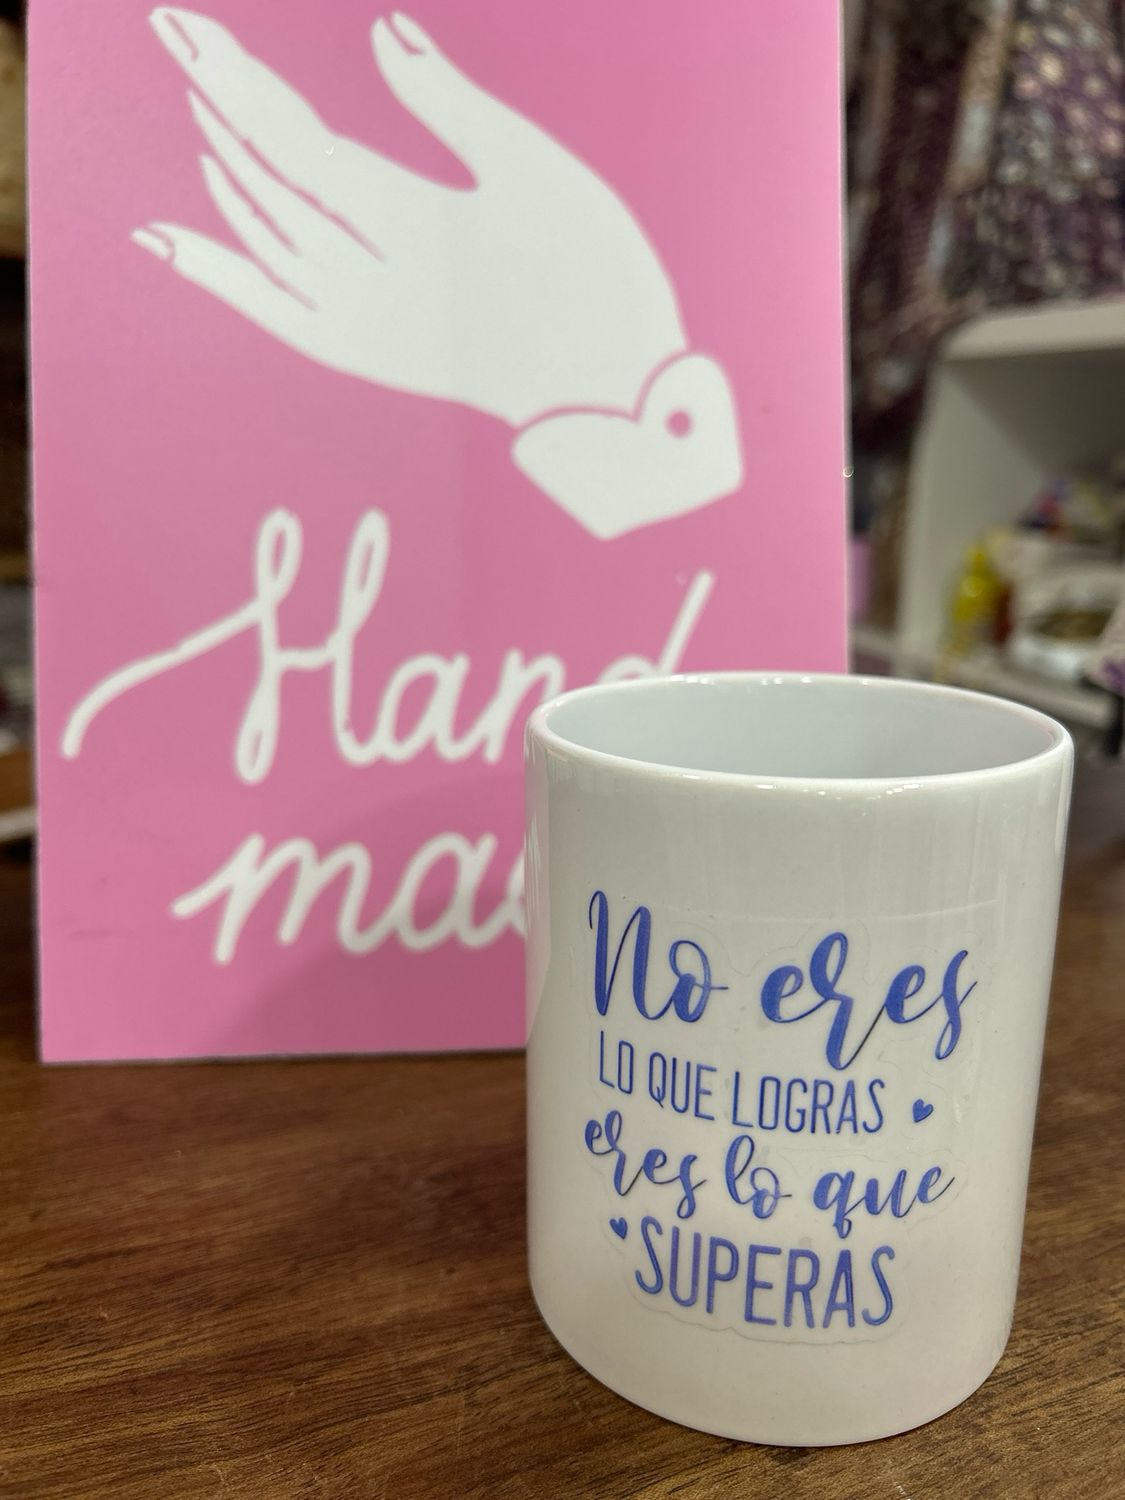 Hand
No eres
LO QUE LOGRAS
eres lo que
SUPERAS